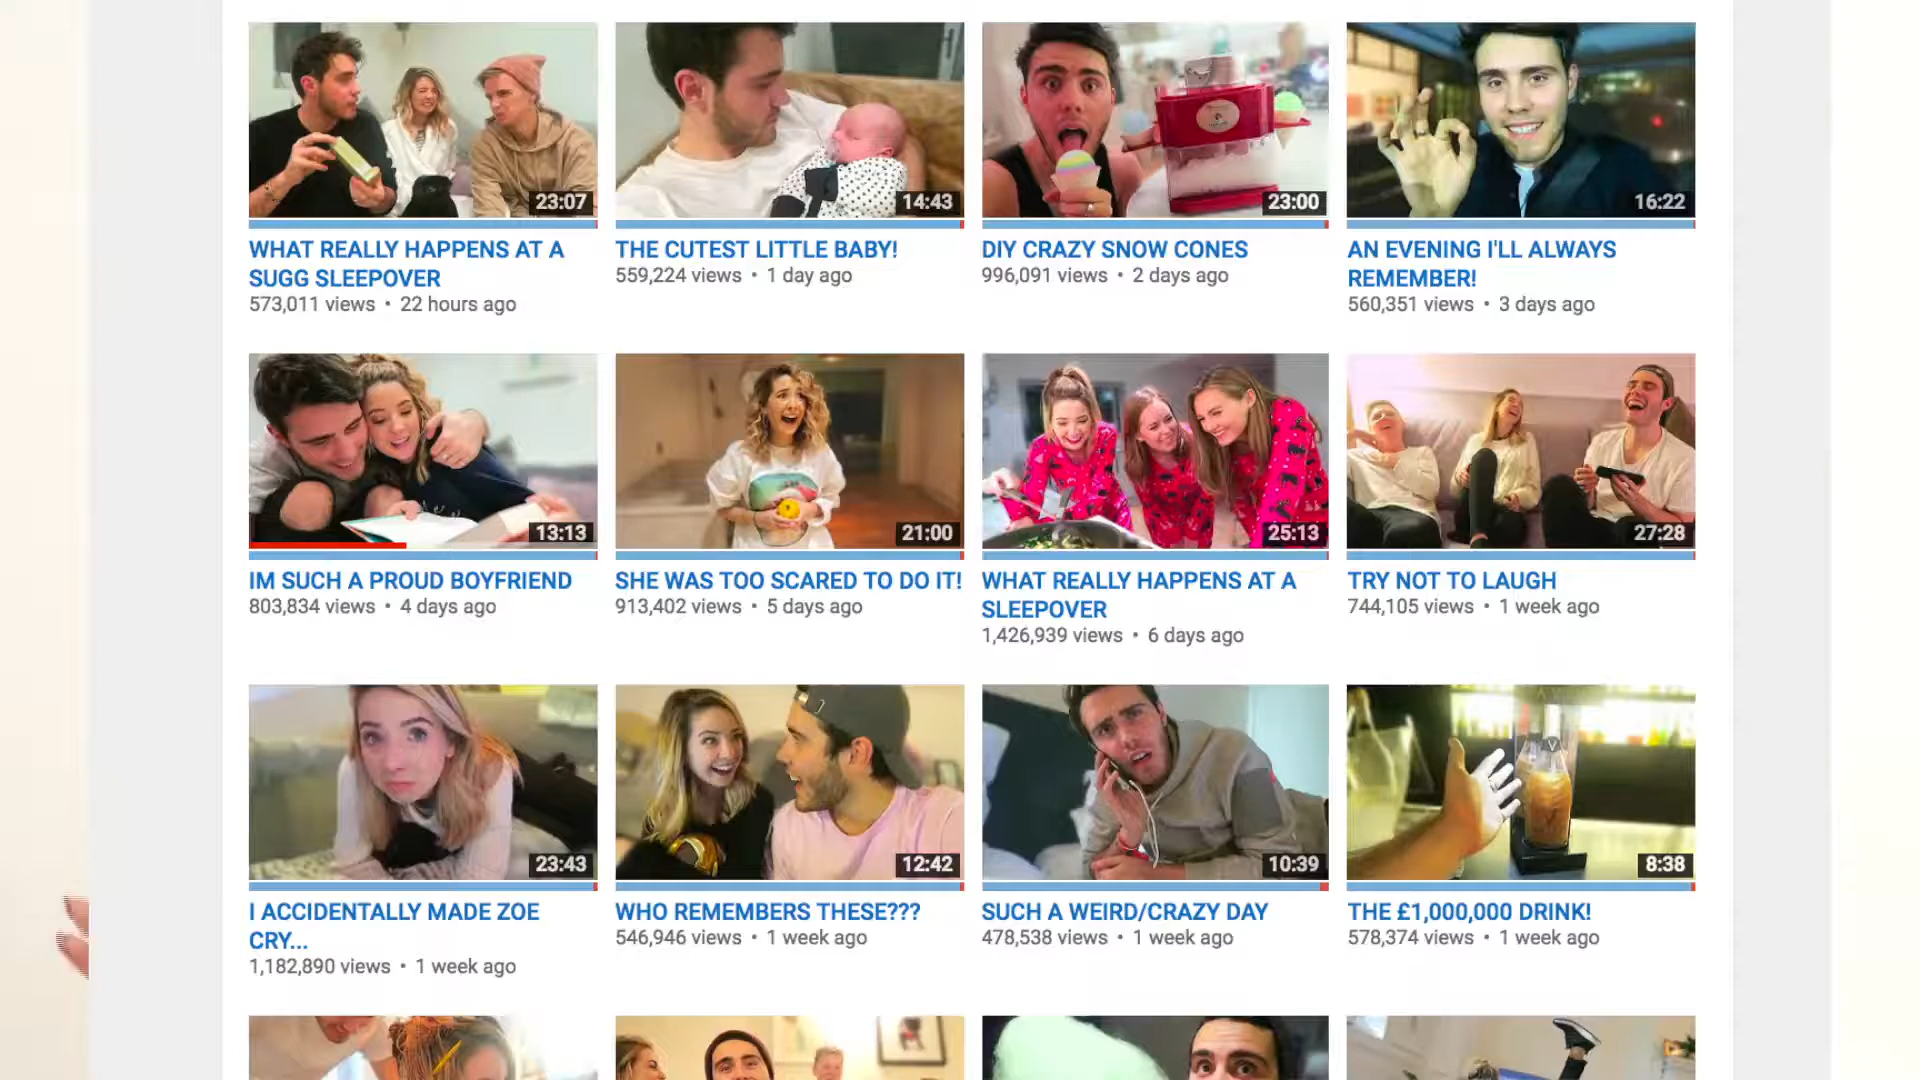 23:07
14:43
23:00
16:22
WHAT REALLY HAPPENS AT A
SUGG SLEEPOVER
573,011 views • 22 hours ago
THE CUTEST LITTLE BABY!
559,224 views • 1 day ago
DIY CRAZY SNOW CONES
996,091 views • 2 days ago
AN EVENING I'LL ALWAYS
REMEMBER!
560,351 views • 3 days ago
13:13
21:00
25:13
27:28
IM SUCH A PROUD BOYFRIEND
803,834 views • 4 days ago
SHE WAS TOO SCARED TO DO IT!
913,402 views • 5 days ago
WHAT REALLY HAPPENS AT A
SLEEPOVER
1,426,939 views • 6 days ago
TRY NOT TO LAUGH
744,105 views • 1 week ago
23:43
12:42
10:39
8:38
I ACCIDENTALLY MADE ZOE
CRY...
1,182,890 views • 1 week ago
WHO REMEMBERS THESE???
546,946 views • 1 week ago
SUCH A WEIRD/CRAZY DAY
478,538 views • 1 week ago
THE £1,000,000 DRINK!
578,374 views • 1 week ago